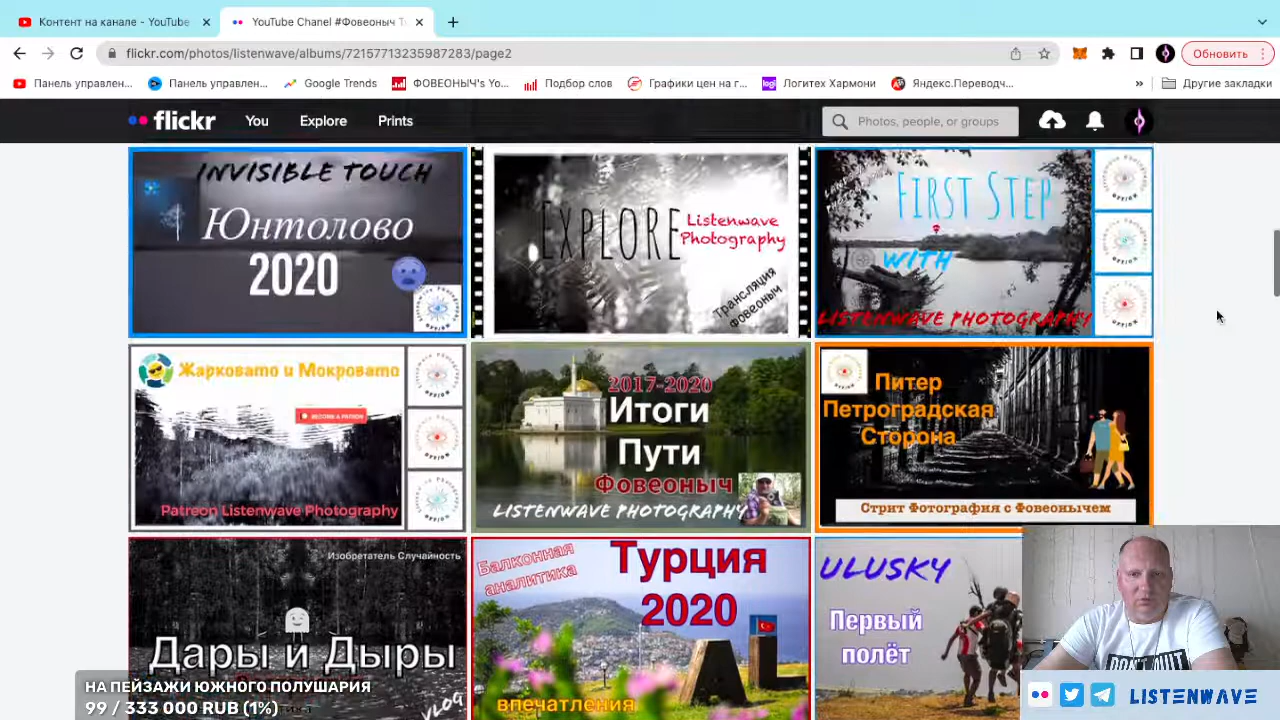 Контент на канале - YouTube
YouTube Chanel #Фовеоныч Tv
flickr.com/photos/listenwave/albums/72157713235987283/page2
Обновить
Панель управлен...
Панель управлен...
Google Trends
ФОВЕОНЫЧ's Yo...
Подбор слов
Графики цен на г...
Логитех Хармони
Яндекс.Переводч...
»
Другие закладки
flickr
You
Explore
Prints
Photos, people, or groups
INVISIBLE TOUCH
Юнтолово
2020
EXPLORE
Listenwave
Photography
Трансляция
Фовеоныч
FIRST STEP
WITH
LISTENWAVE PHOTOGRAPHY
Жарковато и Мокровато
BECOME A PATRON
Patreon Listenwave Photography
2017-2020
Итоги
Пути
Фовеоныч
LISTENWAVE PHOTOGRAPHY
Питер
Петроградская
Сторона
Стрит Фотография с Фовеонычем
Изобретатель Случайность
Дары и Дыры
VLOG
Балконная
аналитика
Турция
2020
впечатления
ULUSKY
Первый
полёт
НА ПЕЙЗАЖИ ЮЖНОГО ПОЛУШАРИЯ
99 / 333 000 RUB (1%)
LISTENWAVE